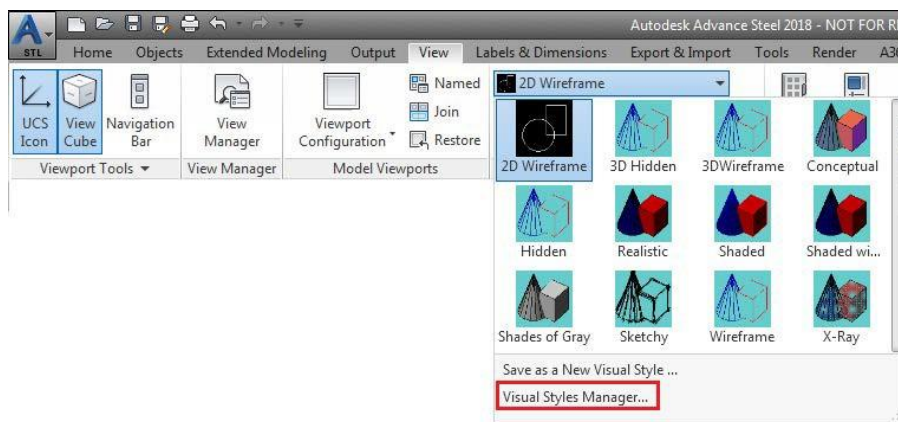 Autodesk Advance Steel 2018 - NOT FOR R
STL Home Objects Extended Modeling Output View Labels & Dimensions Export & Import Tools Render A36
UCS Icon
View Cube
Navigation Bar
View Manager
Viewport Configuration
Named
Join
Restore
Viewport Tools
View Manager
Model Viewports
2D Wireframe
2D Wireframe 3D Hidden 3DWireframe Conceptual
Hidden Realistic Shaded Shaded wi...
Shades of Gray Sketchy Wireframe X-Ray
Save as a New Visual Style ...
Visual Styles Manager...